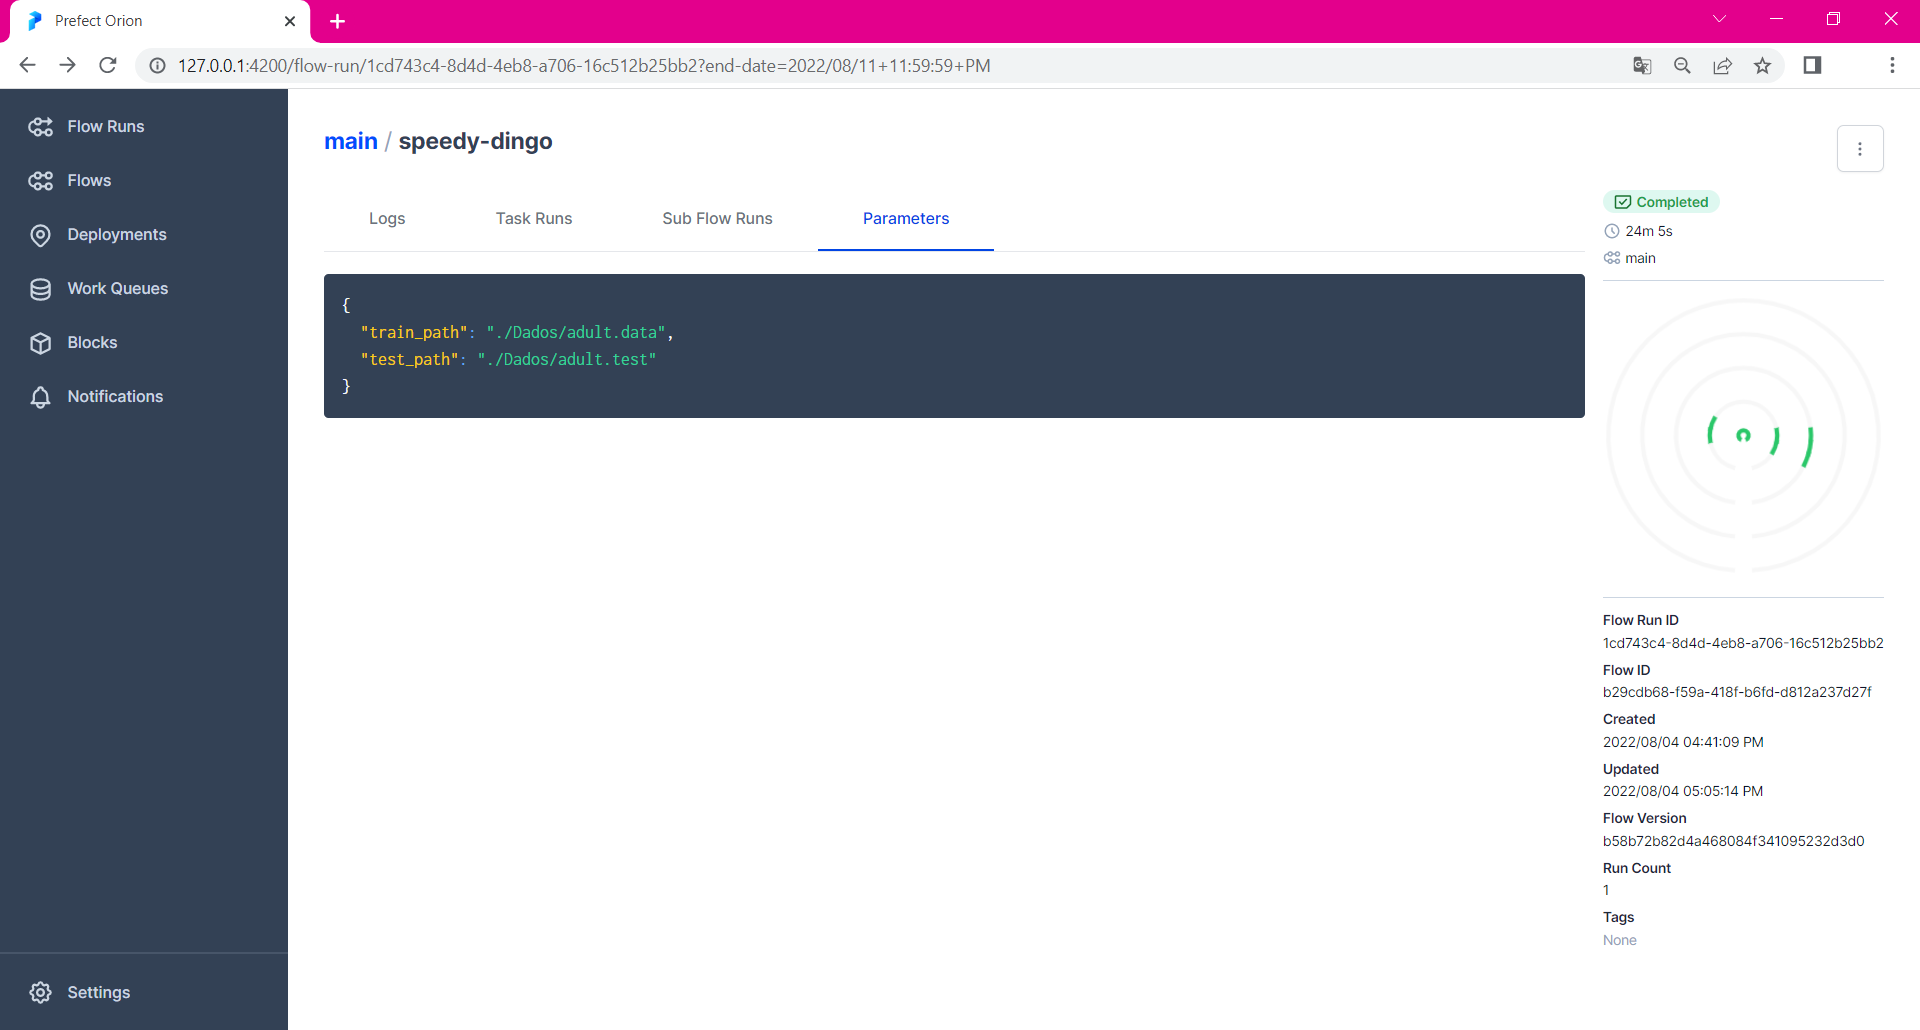 Prefect Orion
127.0.0.1:4200/flow-run/1cd743c4-8d4d-4eb8-a706-16c512b25bb2?end-date=2022/08/11+11:59:59+PM
Flow Runs
Flows
Deployments
Work Queues
Blocks
Notifications
Settings
main / speedy-dingo
Logs Task Runs Sub Flow Runs Parameters
{
"train_path": "./Dados/adult.data",
"test_path": "./Dados/adult.test"
}
Completed
24m 5s
main
Flow Run ID
1cd743c4-8d4d-4eb8-a706-16c512b25bb2
Flow ID
b29cdb68-f59a-418f-b6fd-d812a237d27f
Created
2022/08/04 04:41:09 PM
Updated
2022/08/04 05:05:14 PM
Flow Version
b58b72b82d4a468084f341095232d3d0
Run Count
1
Tags
None